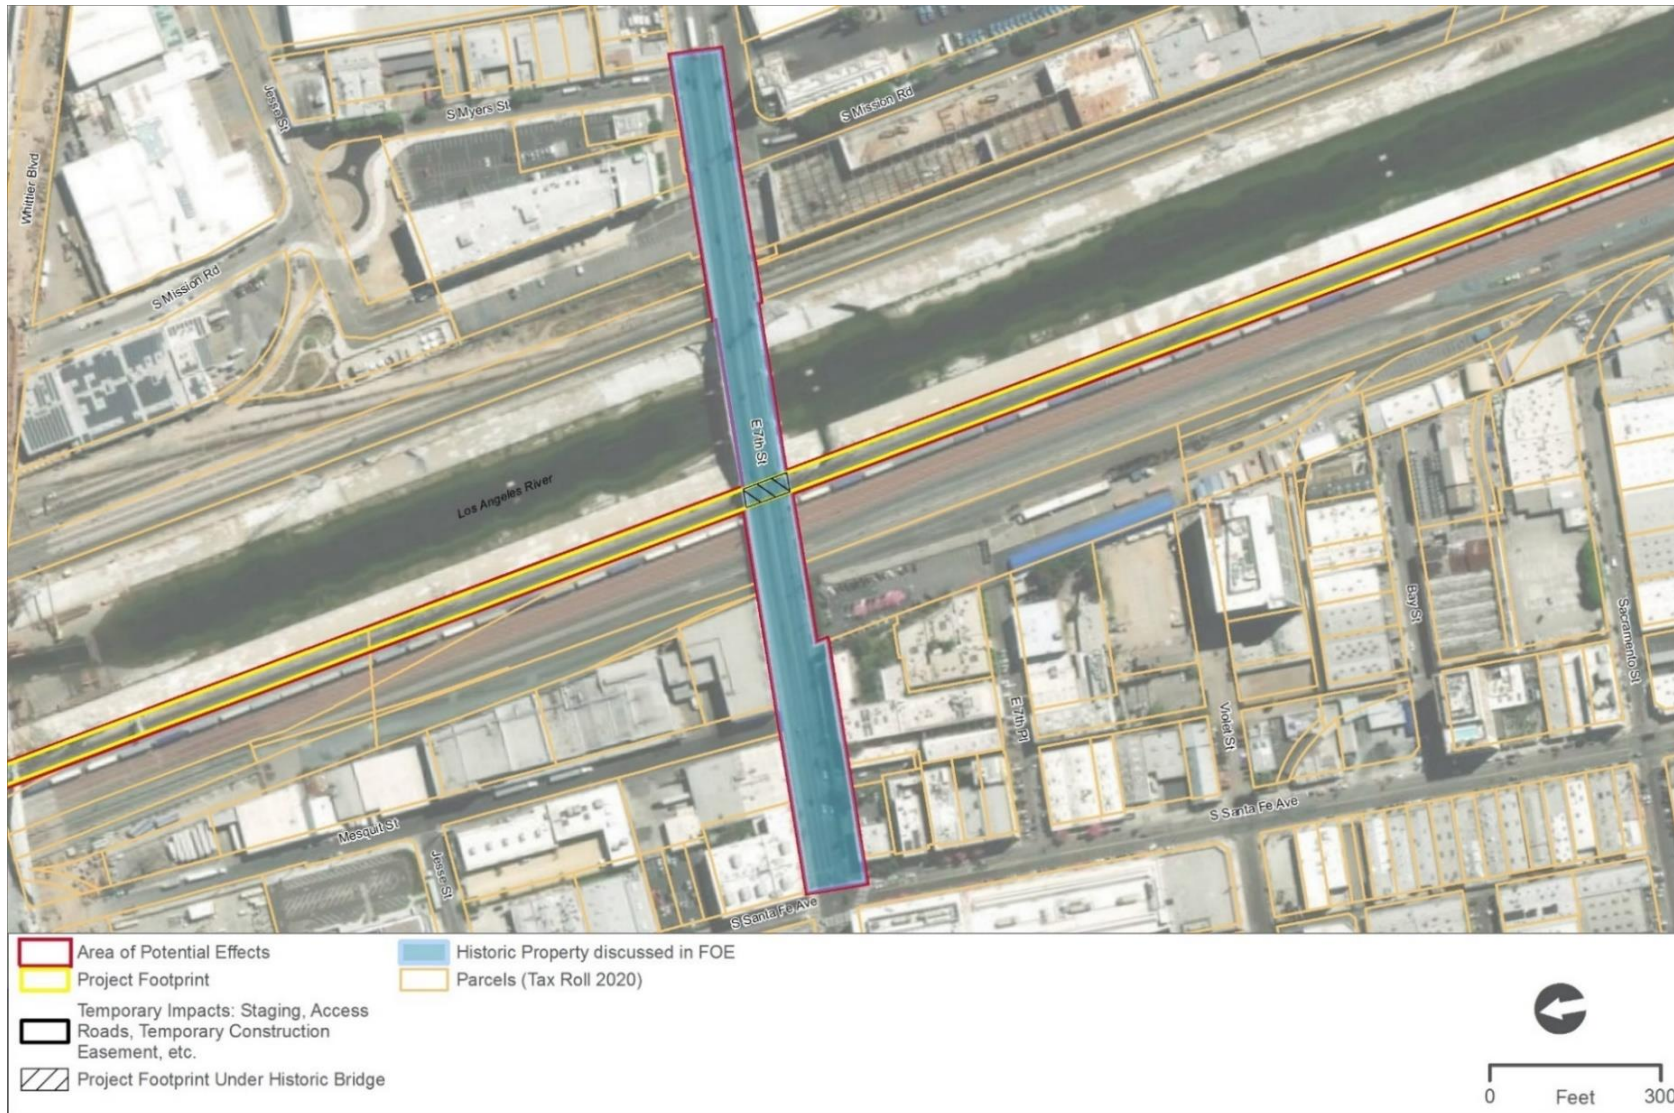 Jesse St
S Myers St
S Mission Rd
Whittier Blvd
S Mission Rd
E 7th St
Los Angeles River
Bay St
Sacramento St
E 7th Pl
Violet St
S Santa Fe Ave
Mesquit St
Jesse St
S Santa Fe Ave
Area of Potential Effects
Project Footprint
Temporary Impacts: Staging, Access
Roads, Temporary Construction
Easement, etc.
Project Footprint Under Historic Bridge
Historic Property discussed in FOE
Parcels (Tax Roll 2020)
0 300
Feet